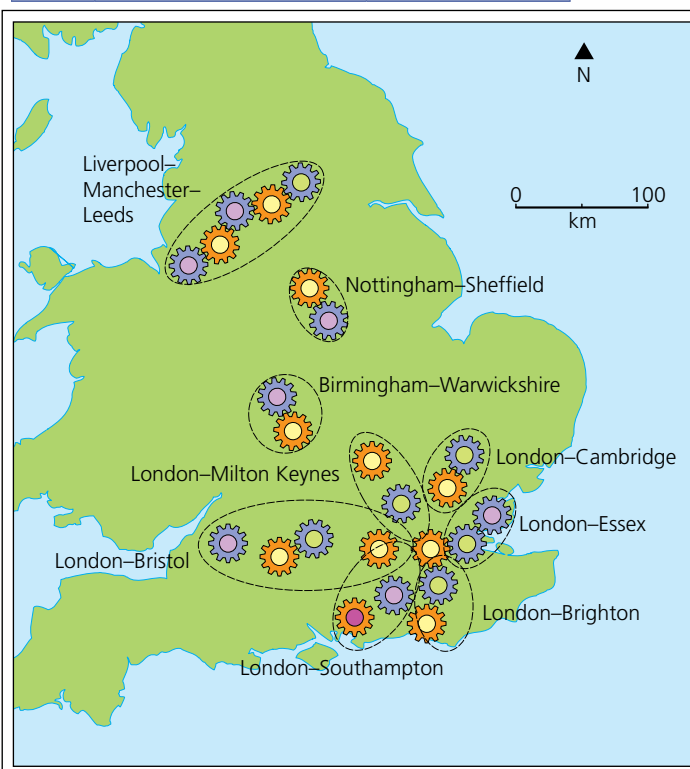 N
Liverpool–
Manchester–
Leeds
0 100
km
Nottingham–Sheffield
Birmingham–Warwickshire
London–Cambridge
London–Milton Keynes
London–Essex
London–Bristol
London–Brighton
London–Southampton